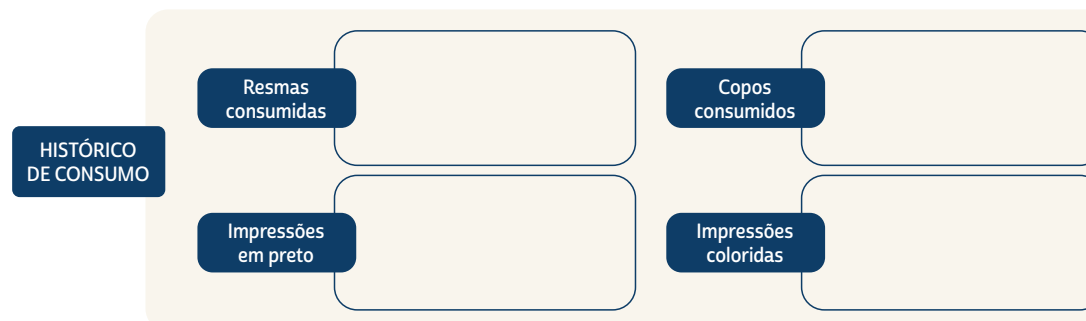 HISTÓRICO
DE CONSUMO
Resmas
consumidas
Copos
consumidos
Impressões
em preto
Impressões
coloridas